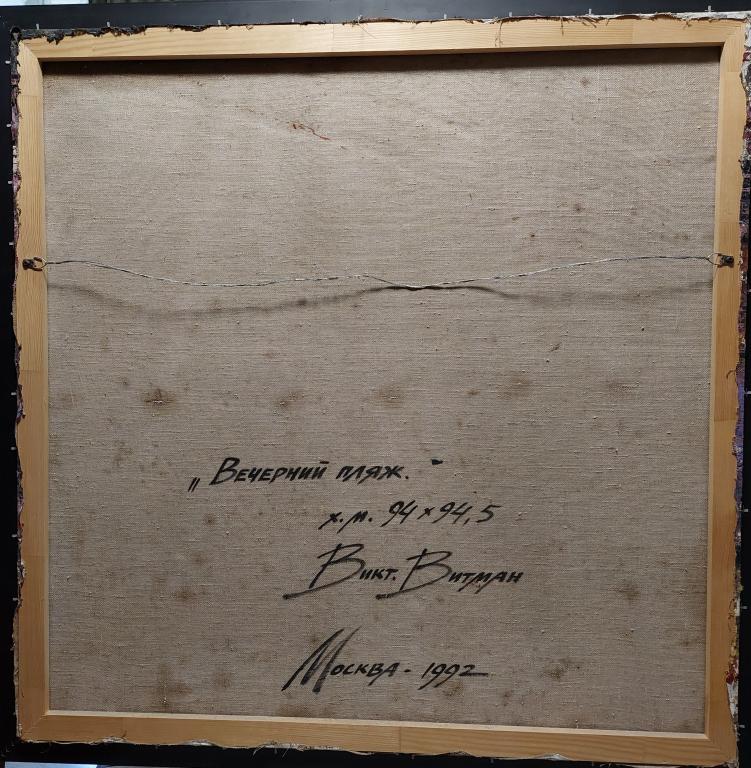 „Вечерний пляж.“
х.м. 94 х 94,5
Викт. Витман
Москва - 1992